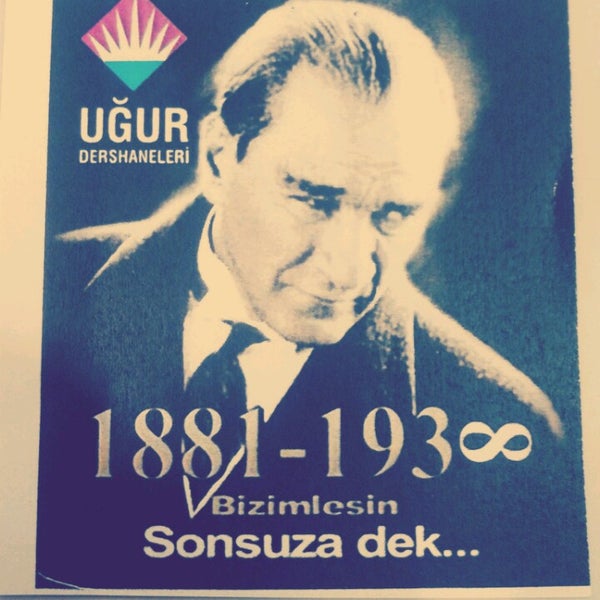 UĞUR
DERSHANELERİ
1881-193∞
Bizimlesin
Sonsuza dek...